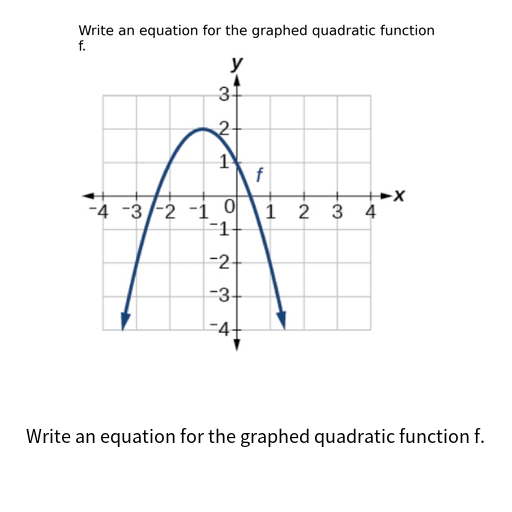 Write an equation for the graphed quadratic function
f.
y
3
2
1
f
-4 -3 -2 -1 0 1 2 3 4 x
-1
-2
-3
-4
Write an equation for the graphed quadratic function f.